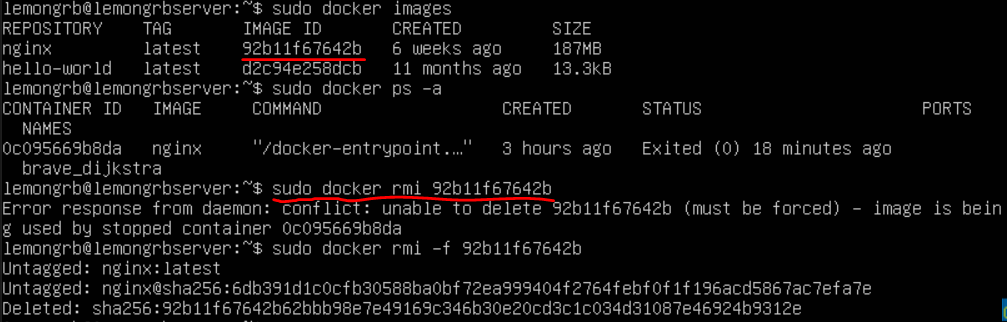 lemongrb@lemongrbserver:~$ sudo docker images
REPOSITORY TAG IMAGE ID CREATED SIZE
nginx latest 92b11f67642b 6 weeks ago 187MB
hello-world latest d2c94e258dcb 11 months ago 13.3kB
lemongrb@lemongrbserver:~$ sudo docker ps -a
CONTAINER ID IMAGE COMMAND CREATED STATUS PORTS
NAMES
0c095669b8da nginx "/docker-entrypoint.…" 3 hours ago Exited (0) 18 minutes ago
brave_dijkstra
lemongrb@lemongrbserver:~$ sudo docker rmi 92b11f67642b
Error response from daemon: conflict: unable to delete 92b11f67642b (must be forced) - image is bein
g used by stopped container 0c095669b8da
lemongrb@lemongrbserver:~$ sudo docker rmi -f 92b11f67642b
Untagged: nginx:latest
Untagged: nginx@sha256:6db391d1c0cfb30588ba0bf72ea999404f2764febf0f1f196acd5867ac7efa7e
Deleted: sha256:92b11f67642b62bbb98e7e49169c346b30e20cd3c1c034d31087e46924b9312e